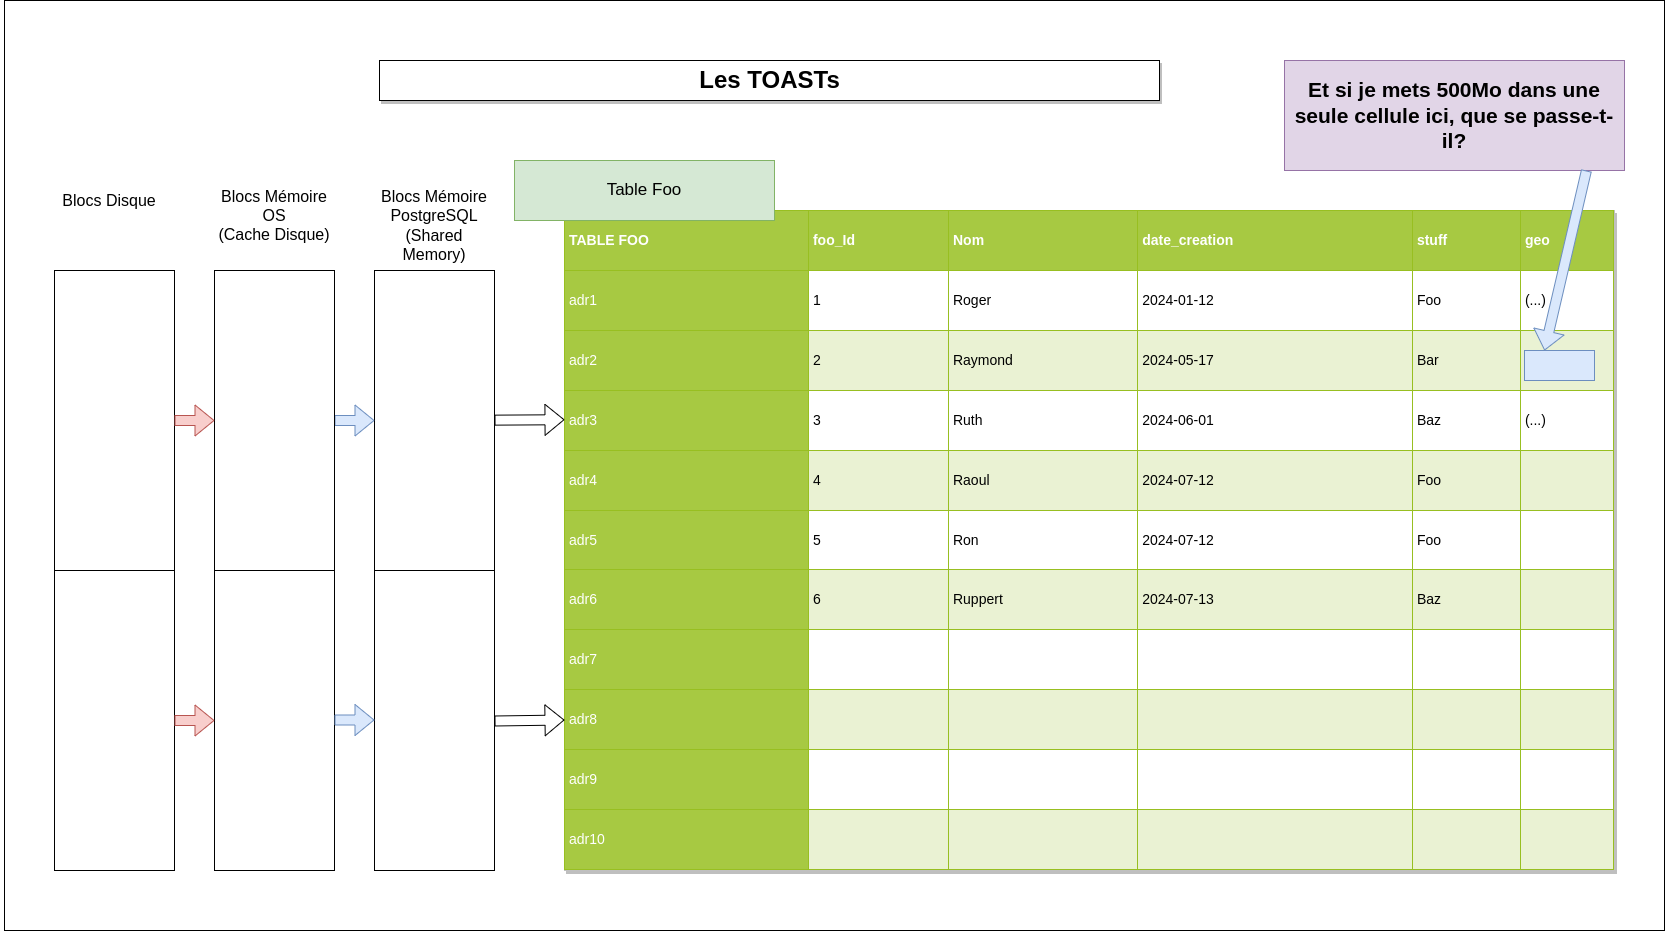 Les TOASTs
Et si je mets 500Mo dans une
seule cellule ici, que se passe-t-
il?
Blocs Disque
Blocs Mémoire
OS
(Cache Disque)
Blocs Mémoire
PostgreSQL
(Shared
Memory)
Table Foo
TABLE FOO foo_Id Nom date_creation stuff geo
adr1 1 Roger 2024-01-12 Foo (...)
adr2 2 Raymond 2024-05-17 Bar
adr3 3 Ruth 2024-06-01 Baz (...)
adr4 4 Raoul 2024-07-12 Foo
adr5 5 Ron 2024-07-12 Foo
adr6 6 Ruppert 2024-07-13 Baz
adr7
adr8
adr9
adr10